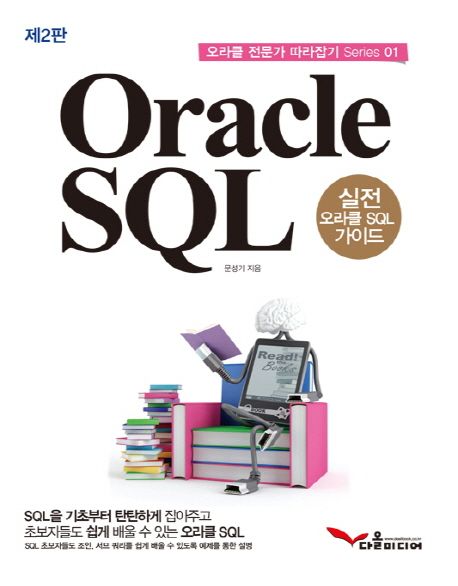 제2판
오라클 전문가 따라잡기 Series 01
Oracle
SQL
실전
오라클 SQL
가이드
문성기 지음
Read!
the
Books
SQL을 기초부터 탄탄하게 잡아주고
초보자들도 쉽게 배울 수 있는 오리클 SQL
SQL 초보자들도 조인, 서브 쿼리를 쉽게 배울 수 있도록 예제를 통한 설명
다올미디어